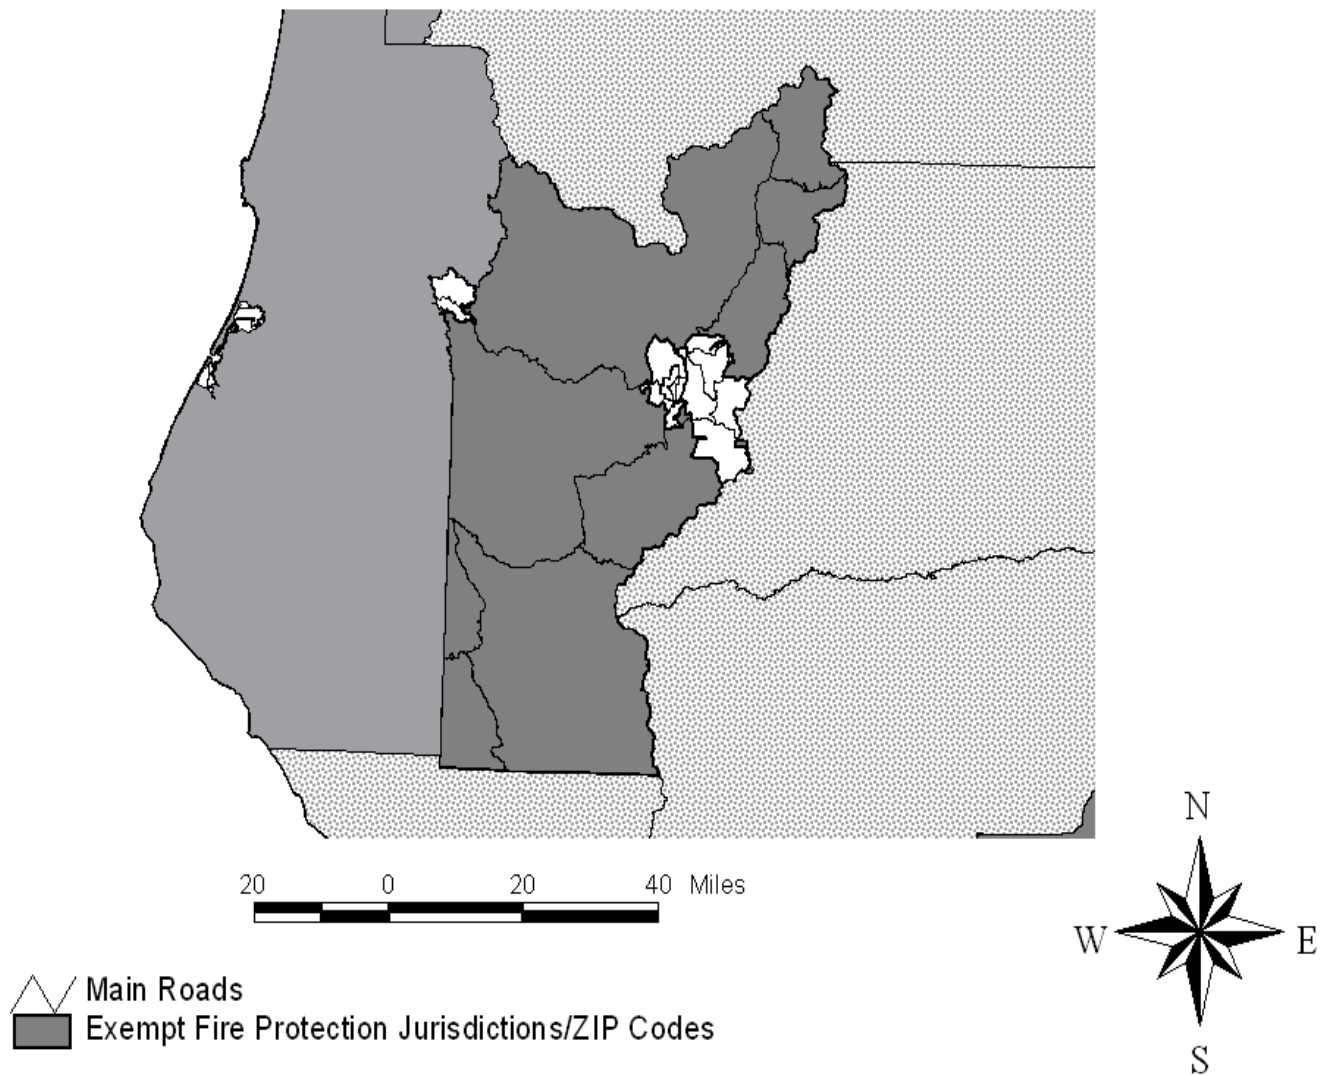 N
20 0 20 40 Miles
W E
Main Roads
Exempt Fire Protection Jurisdictions/ZIP Codes
S